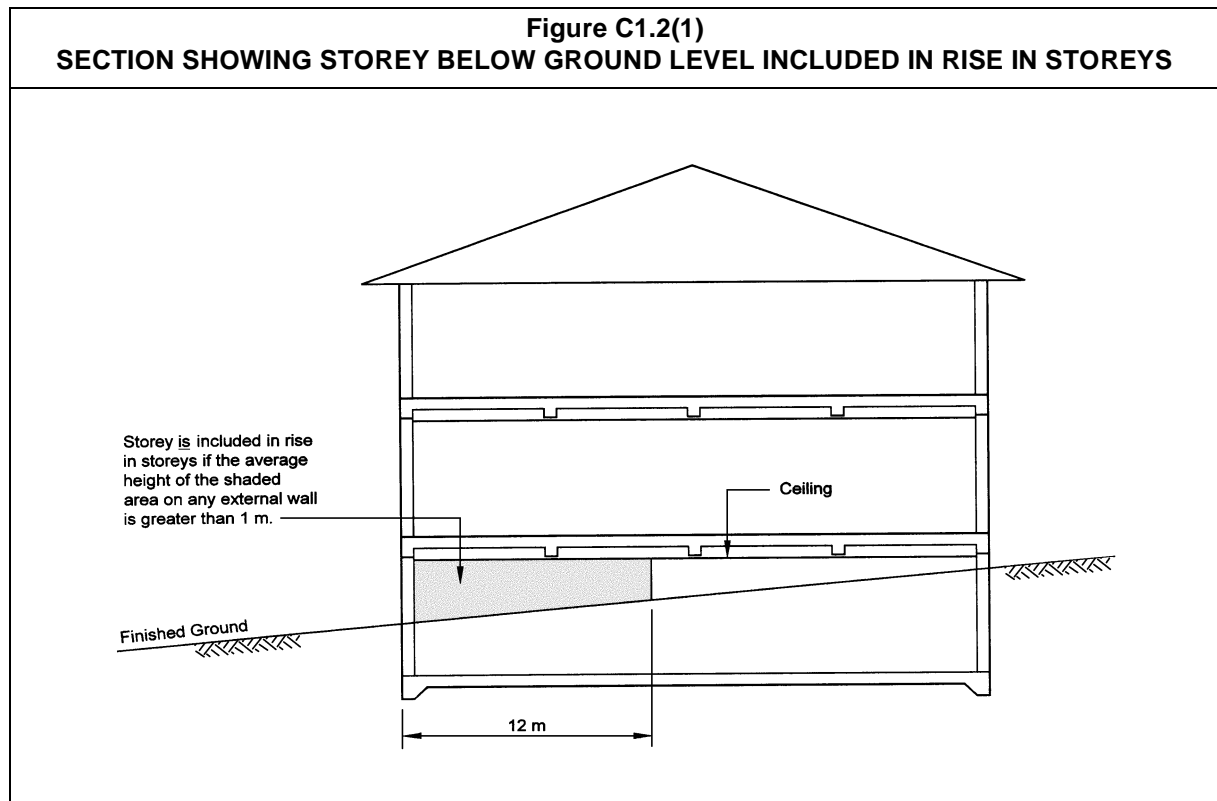 Figure C1.2(1)
SECTION SHOWING STOREY BELOW GROUND LEVEL INCLUDED IN RISE IN STOREYS
Storey is included in rise
in storeys if the average
height of the shaded
area on any external wall
is greater than 1 m.
Ceiling
Finished Ground
12 m